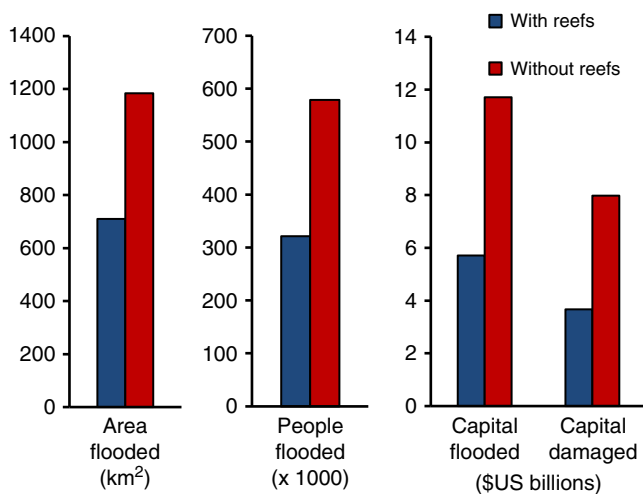 With reefs
Without reefs
1400
1200
1000
800
600
400
200
0
Area
flooded
(km²)
700
600
500
400
300
200
100
0
People
flooded
(x 1000)
14
12
10
8
6
4
2
0
Capital
flooded
Capital
damaged
($US billions)